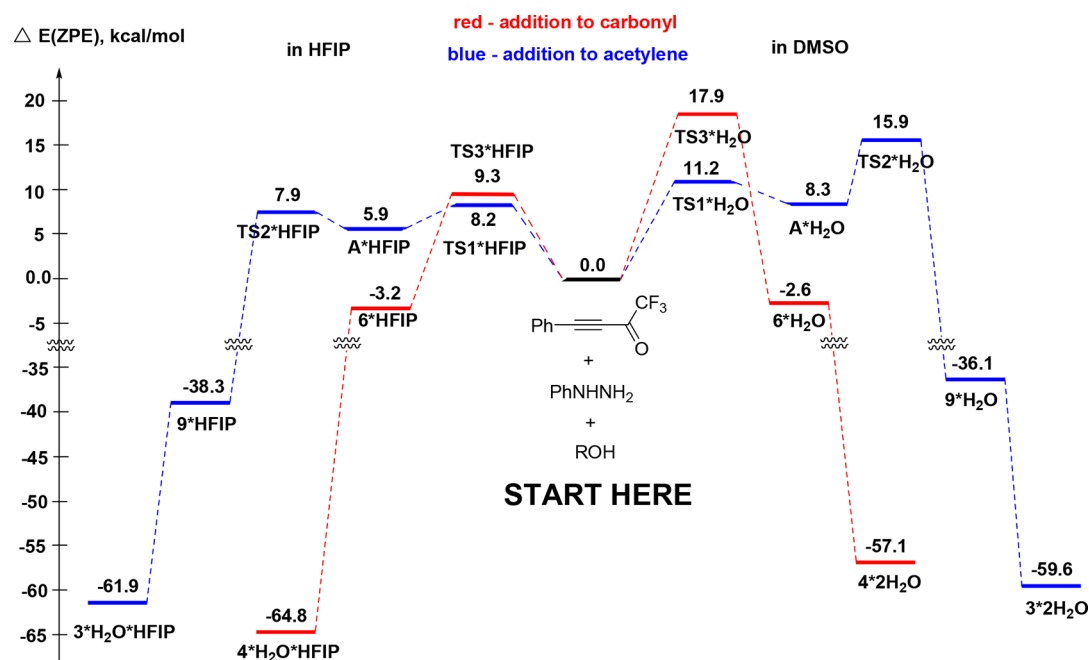 red - addition to carbonyl
△ E(ZPE), kcal/mol
in HFIP
in DMSO
blue - addition to acetylene
20
15
10
5
0.0
-5
-35
-40
-45
-50
-55
-60
-65
7.9
TS2*HFIP
5.9
A*HFIP
TS3*HFIP
9.3
8.2
TS1*HFIP
-3.2
6*HFIP
-38.3
9*HFIP
-61.9
3*H₂O*HFIP
-64.8
4*H₂O*HFIP
0.0
CF₃
Ph
O
+
PhNHNH₂
+
ROH
START HERE
17.9
TS3*H₂O
11.2
TS1*H₂O
8.3
A*H₂O
15.9
TS2*H₂O
-2.6
6*H₂O
-36.1
9*H₂O
-57.1
4*2H₂O
-59.6
3*2H₂O